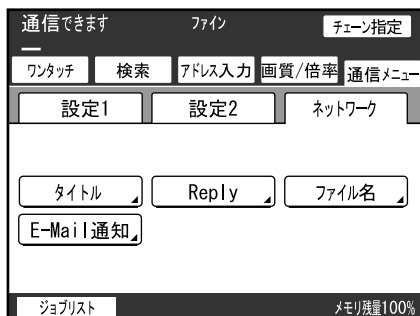 通信できます ファイン チェーン指定
ワンタッチ 検索 アドレス入力 画質/倍率 通信メニュー
設定1 設定2 ネットワーク
タイトル Reply ファイル名
E-Mail通知
ジョブリスト メモリ残量100%